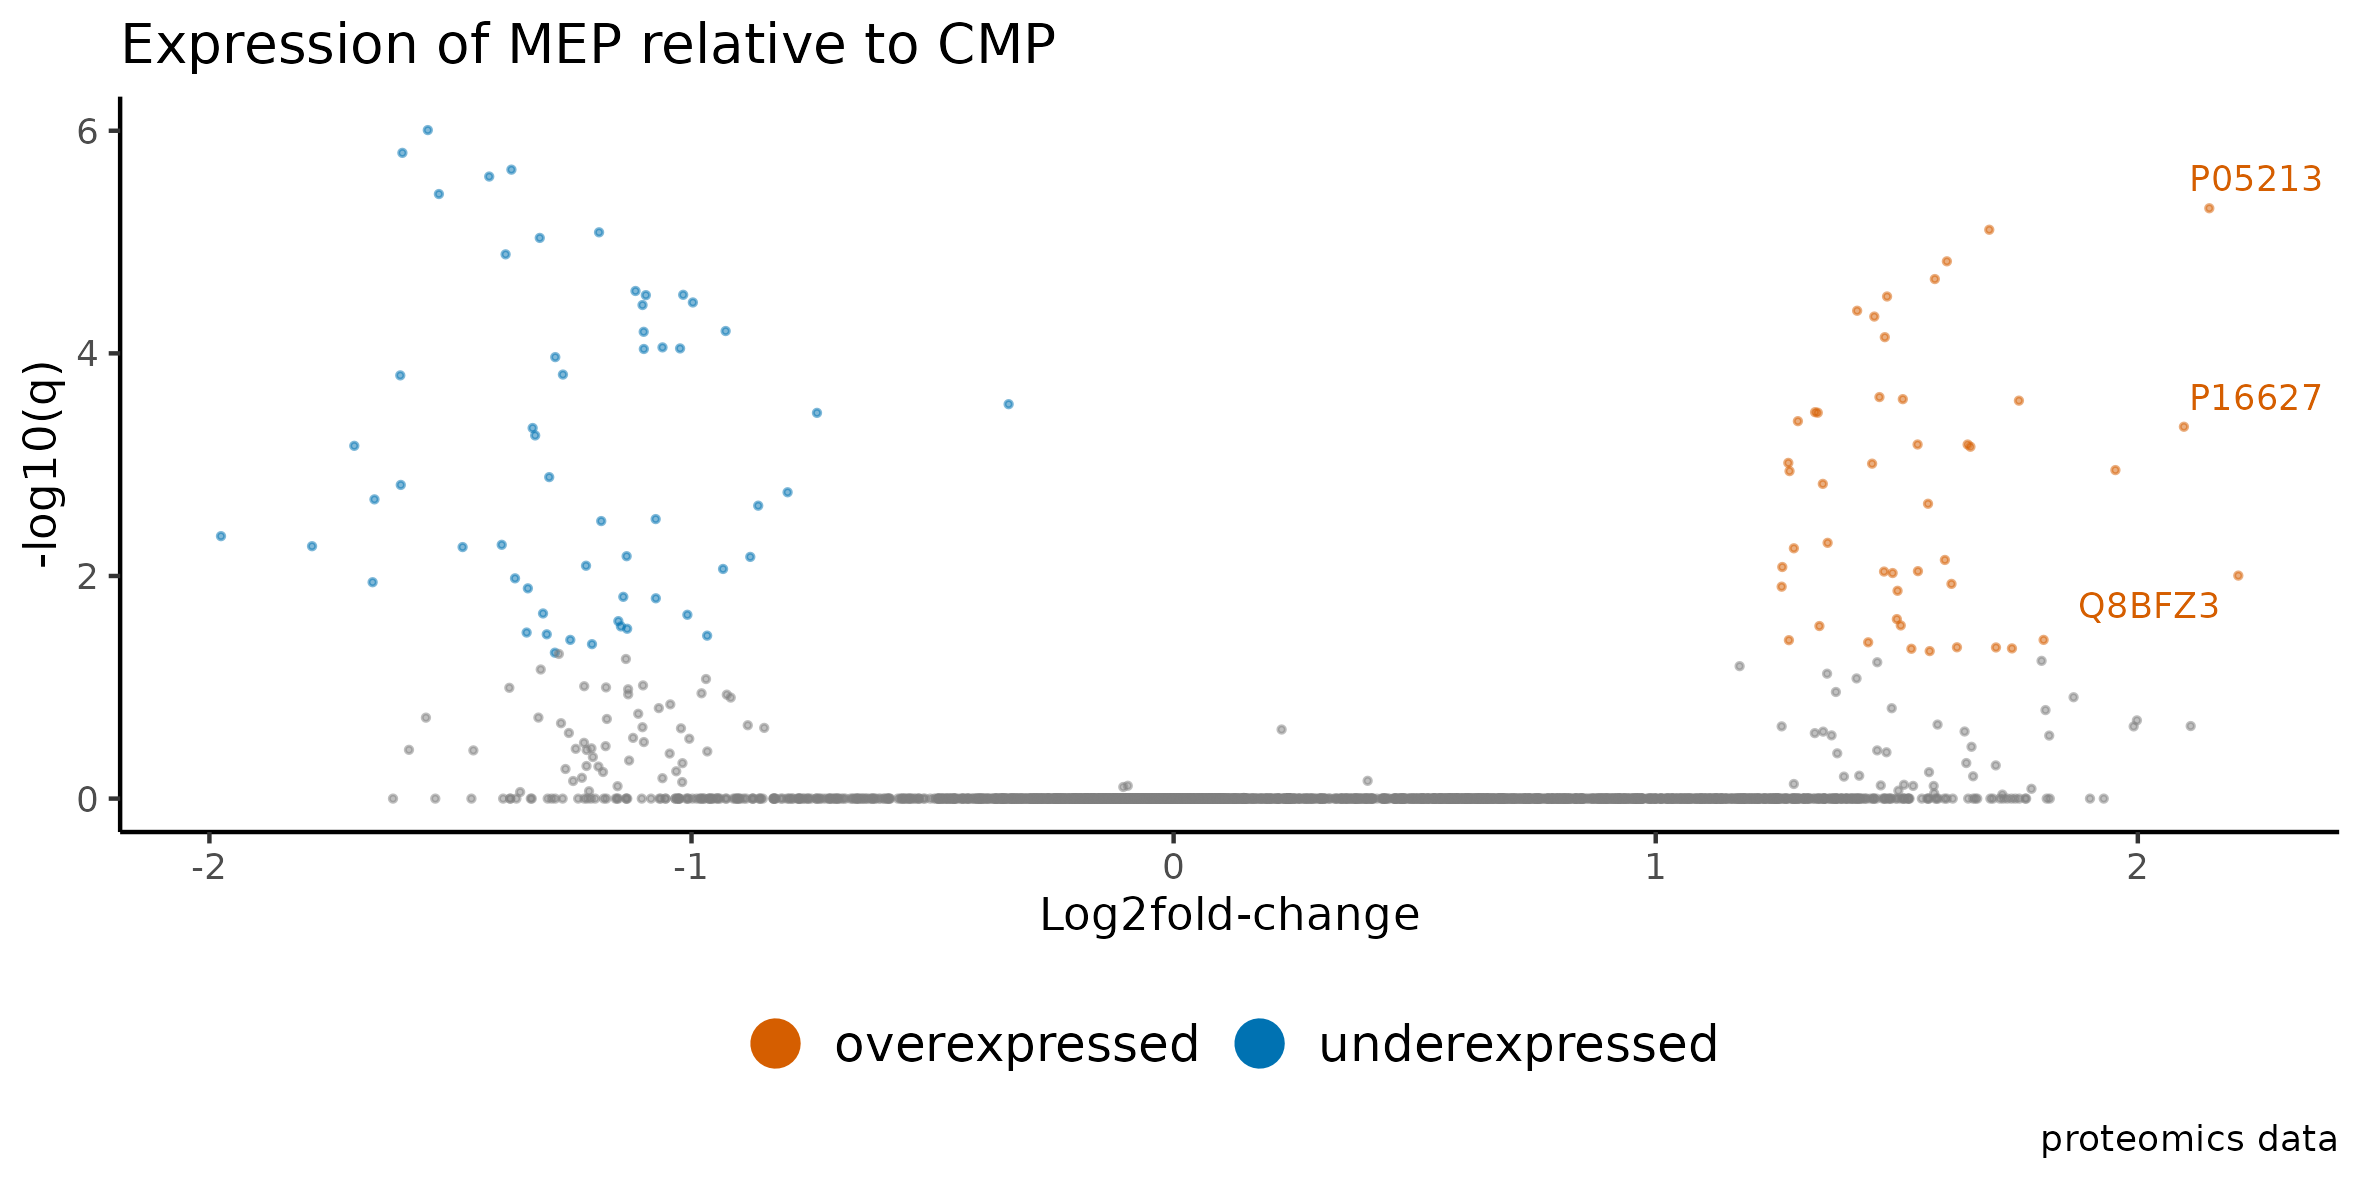 Expression of MEP relative to CMP
6
4
2
0
-log10(q)
P05213
P16627
Q8BFZ3
-2 -1 0 1 2
Log2fold-change
overexpressed underexpressed
proteomics data